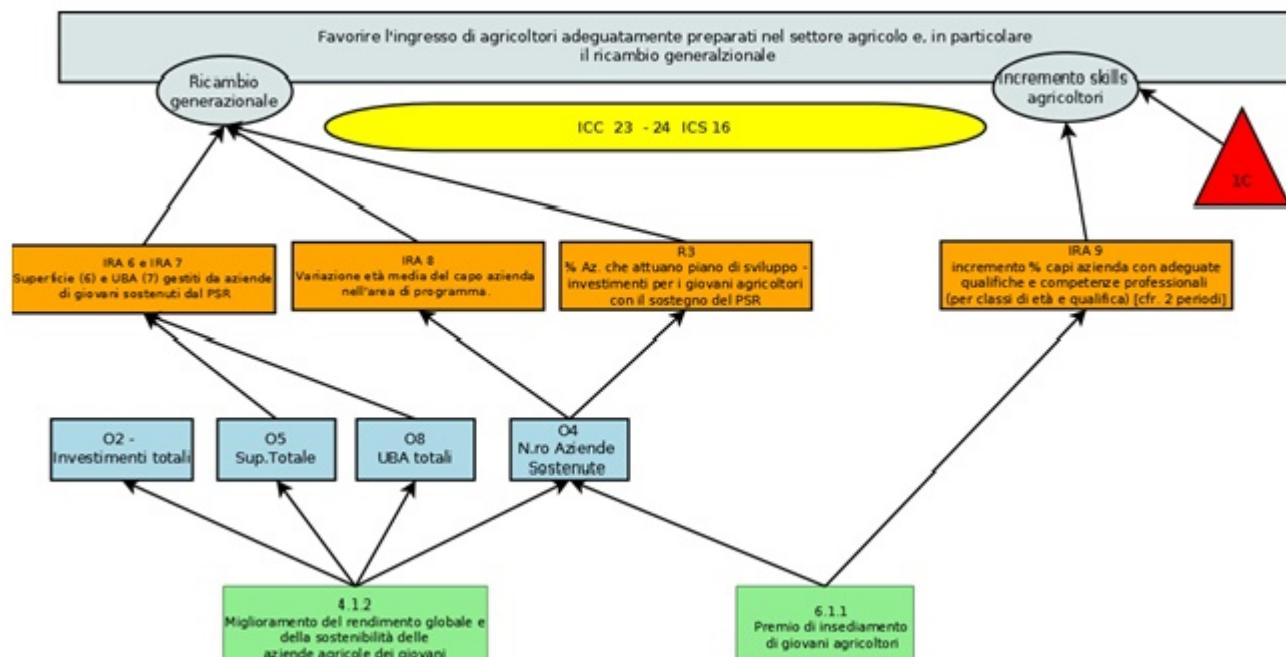 Favorire l'ingresso di agricoltori adeguatamente preparati nel settore agricolo e, in particolare
il ricambio generalzionale
Ricambio
generazionale
Incremento skills
agricoltori
ICC 23 - 24 ICS 16
1C
IRA 6 e IRA 7
Superficie (6) e UBA (7) gestiti da aziende
di giovani sostenuti dal PSR
IRA 8
Variazione età media del capo azienda
nell'area di programma.
R3
% Az. che attuano piano di sviluppo -
investimenti per i giovani agricoltori
con il sostegno del PSR
IRA 9
incremento % capi azienda con adeguate
qualifiche e competenze professionali
(per classi di età e qualifica) [cfr. 2 periodi]
O2 -
Investimenti totali
O5
Sup.Totale
O8
UBA totali
O4
N.ro Aziende
Sostenute
4.1.2
Miglioramento del rendimento globale e
della sostenibilità delle
aziende agricole dei giovani
6.1.1
Premio di insediamento
di giovani agricoltori